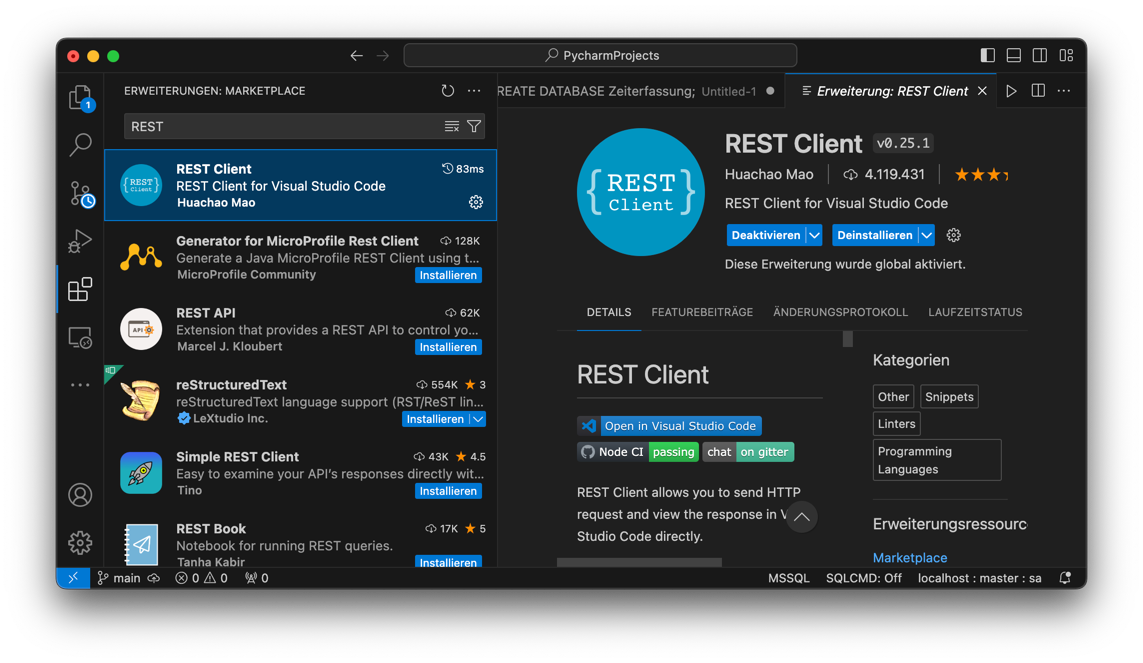 PycharmProjects
ERWEITERUNGEN: MARKETPLACE
REST
REST Client
83ms
REST Client for Visual Studio Code
Huachao Mao
Generator for MicroProfile Rest Client
128K
Generate a Java MicroProfile REST Client using t...
MicroProfile Community
Installieren
REST API
62K
Extension that provides a REST API to control yo...
Marcel J. Kloubert
Installieren
reStructuredText
554K
3
reStructuredText language support (RST/ReST lin...
LeXtudio Inc.
Installieren
Simple REST Client
43K
4.5
Easy to examine your API's responses directly wit...
Tino
Installieren
REST Book
17K
5
Notebook for running REST queries.
Tanha Kabir
Installieren
REATE DATABASE Zeiterfassung; Untitled-1
Erweiterung: REST Client
{REST Client}
REST Client v0.25.1
Huachao Mao
4.119.431
REST Client for Visual Studio Code
Deaktivieren
Deinstallieren
Diese Erweiterung wurde global aktiviert.
DETAILS FEATUREBEITRÄGE ÄNDERUNGSPROTOKOLL LAUFZEITSTATUS
REST Client
Open in Visual Studio Code
Node CI passing
chat on gitter
REST Client allows you to send HTTP
request and view the response in V
Studio Code directly.
Kategorien
Other
Snippets
Linters
Programming
Languages
Erweiterungsressourc
Marketplace
1
API
main
0
0
0
MSSQL
SQLCMD: Off
localhost : master : sa